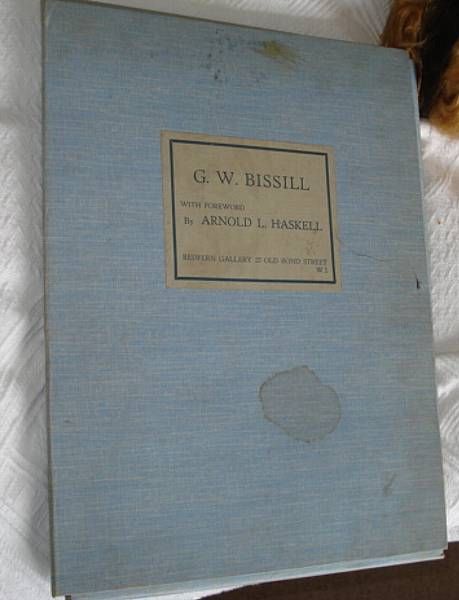 G. W. BISSILL
WITH FOREWORD
By ARNOLD L. HASKELL
REDFERN GALLERY 27 OLD BOND STREET
W 1